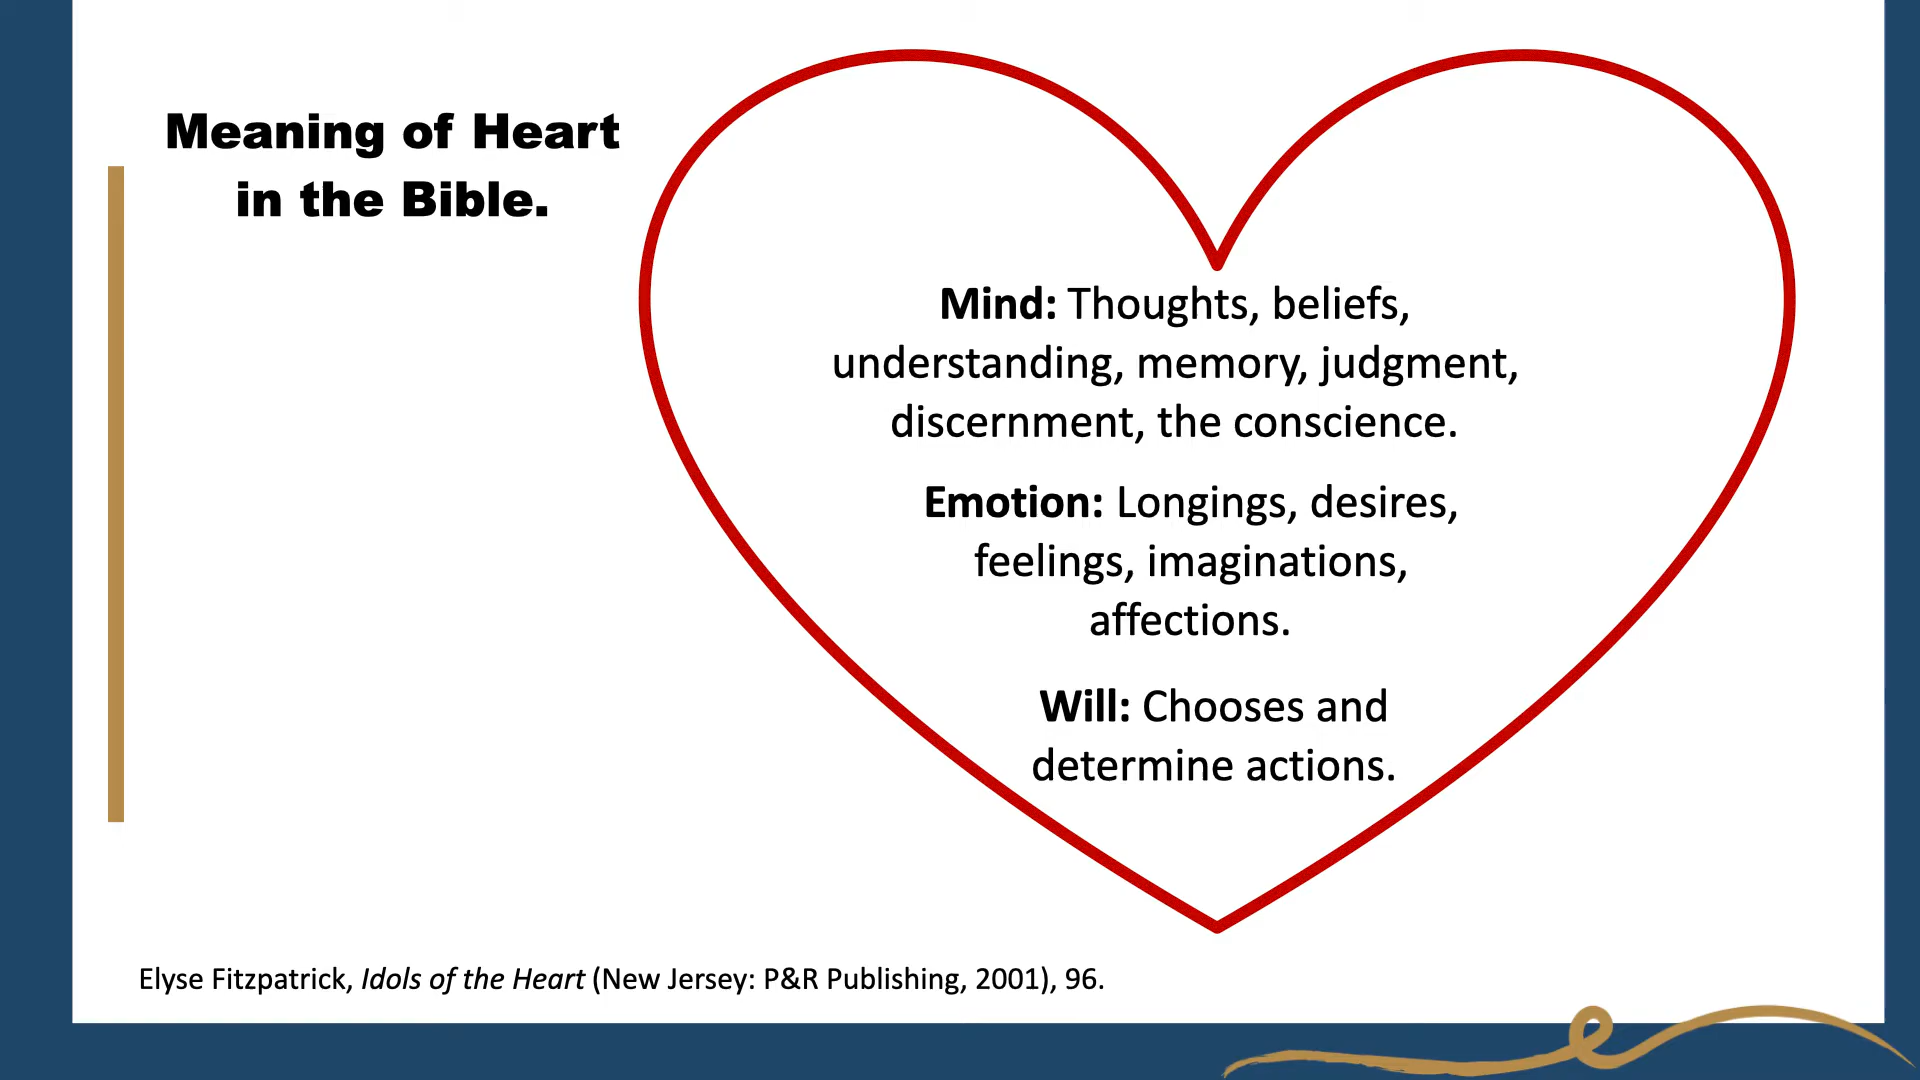 Meaning of Heart
in the Bible.
Mind: Thoughts, beliefs,
understanding, memory, judgment,
discernment, the conscience.
Emotion: Longings, desires,
feelings, imaginations,
affections.
Will: Chooses and
determine actions.
Elyse Fitzpatrick, Idols of the Heart (New Jersey: P&R Publishing, 2001), 96.